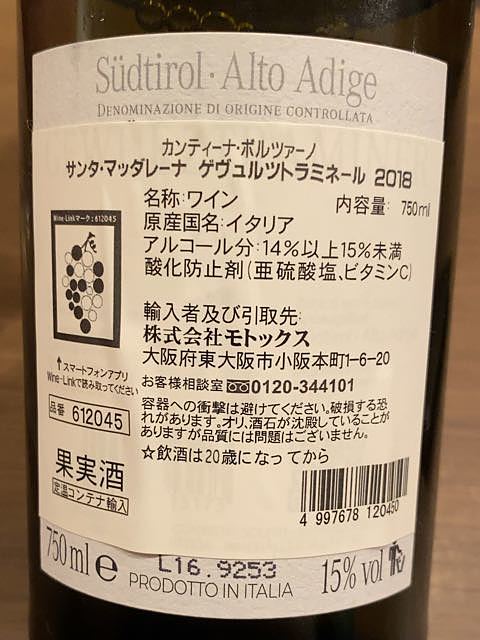 Südtirol · Alto Adige
DENOMINAZIONE DI ORIGINE CONTROLLATA
カンティーナ・ボルツァーノ
サンタ・マッダレーナ ゲヴュルツトラミネール 2018
名称:ワイン 内容量: 750ml
原産国名:イタリア
アルコール分:14%以上15%未満
酸化防止剤(亜硫酸塩、ビタミンC)
Wine-Linkマーク:612045
輸入者及び引取先:
株式会社モトックス
大阪府東大阪市小阪本町1-6-20
↑スマートフォンアプリ
Wine-Linkで読み取ってください
お客様相談室 0120-344101
品番 612045
容器への衝撃は避けてください。破損する恐
れがあります。オリ、酒石が沈殿していることが
ありますが品質には問題はございません。
☆飲酒は20歳になってから
果実酒
定温コンテナ輸入
4 997678 120450
750 ml e
L16.9253
PRODOTTO IN ITALIA
15% vol